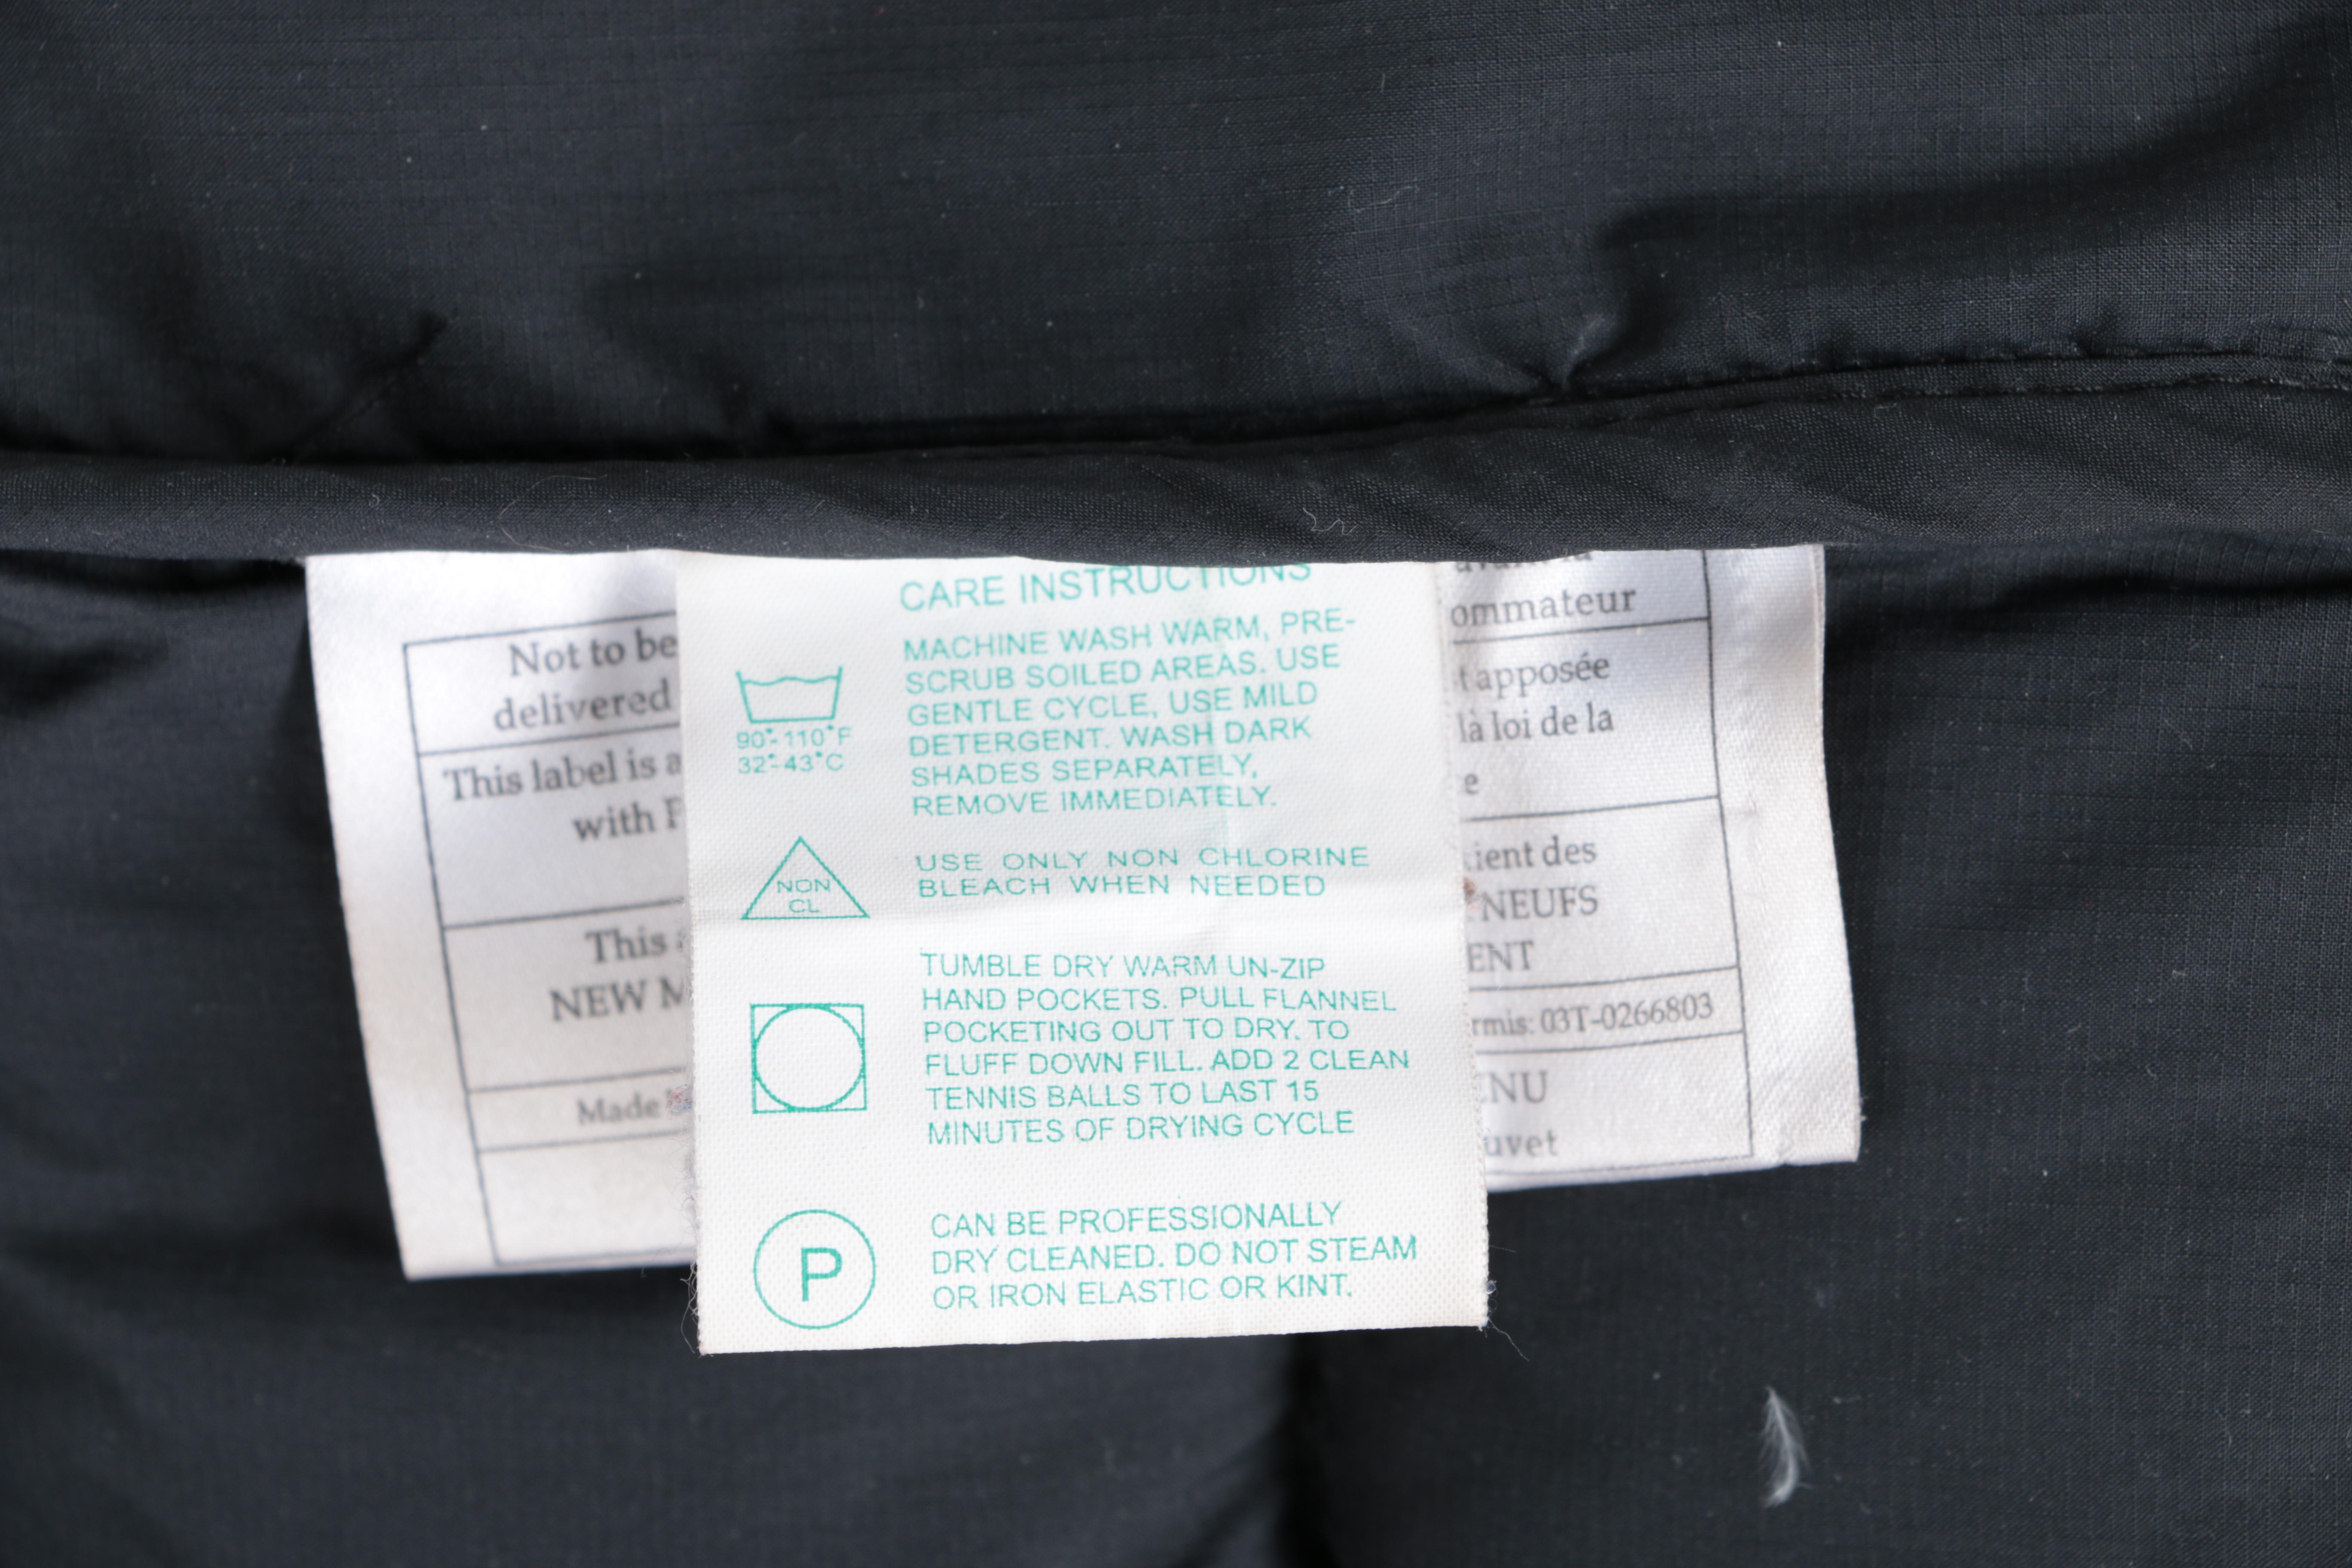 Not to be
delivered
This label is
with
This
NEW
Made
CARE INSTRUCTIONS
90°-110°F
32°-43°C
MACHINE WASH WARM, PRE-
SCRUB SOILED AREAS. USE
GENTLE CYCLE, USE MILD
DETERGENT. WASH DARK
SHADES SEPARATELY,
REMOVE IMMEDIATELY.
NON
CL
USE ONLY NON CHLORINE
BLEACH WHEN NEEDED
TUMBLE DRY WARM UN-ZIP
HAND POCKETS. PULL FLANNEL
POCKETING OUT TO DRY. TO
FLUFF DOWN FILL. ADD 2 CLEAN
TENNIS BALLS TO LAST 15
MINUTES OF DRYING CYCLE
P
CAN BE PROFESSIONALLY
DRY CLEANED. DO NOT STEAM
OR IRON ELASTIC OR KINT.
ommateur
apposée
là loi de la
e
ient des
NEUFS
ENT
rmis: 03T-0266803
ENU
uvet